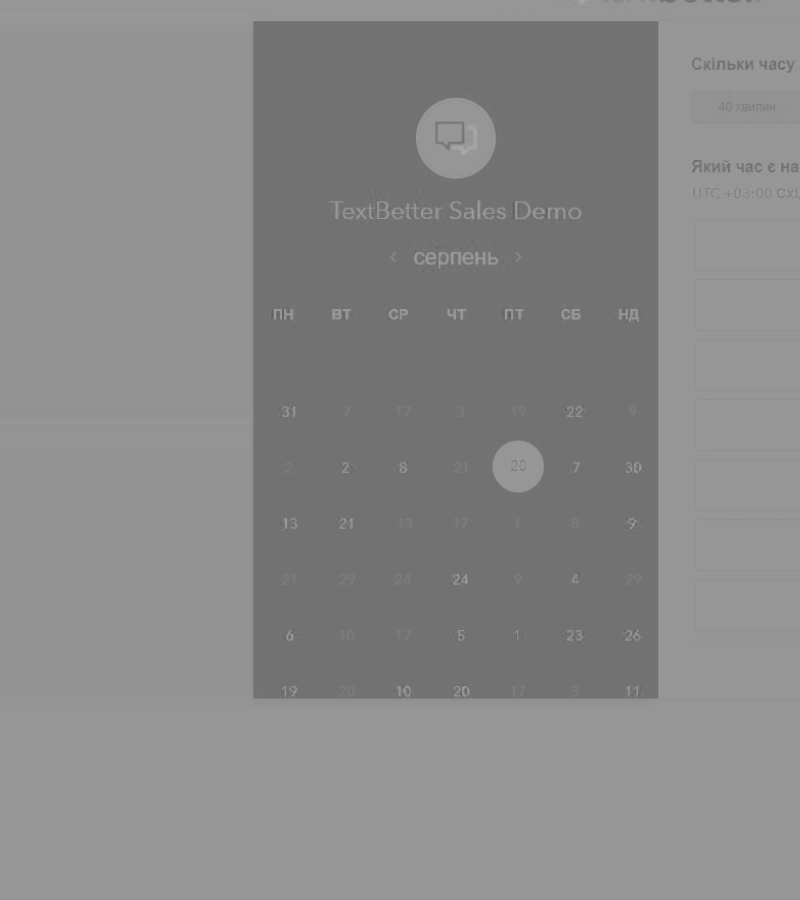 TextBetter Sales Demo
‹ серпень ›
ПН ВТ СР ЧТ ПТ СБ НД
31 7 17 3 19 22 9
2 2 8 21 20 7 30
13 21 13 17 1 8 9
21 29 24 24 9 4 29
6 10 17 5 1 23 26
19 20 10 20 17 3 11
Скільки часу
40 хвилин
Який час є на
UTC +03:00 Схі